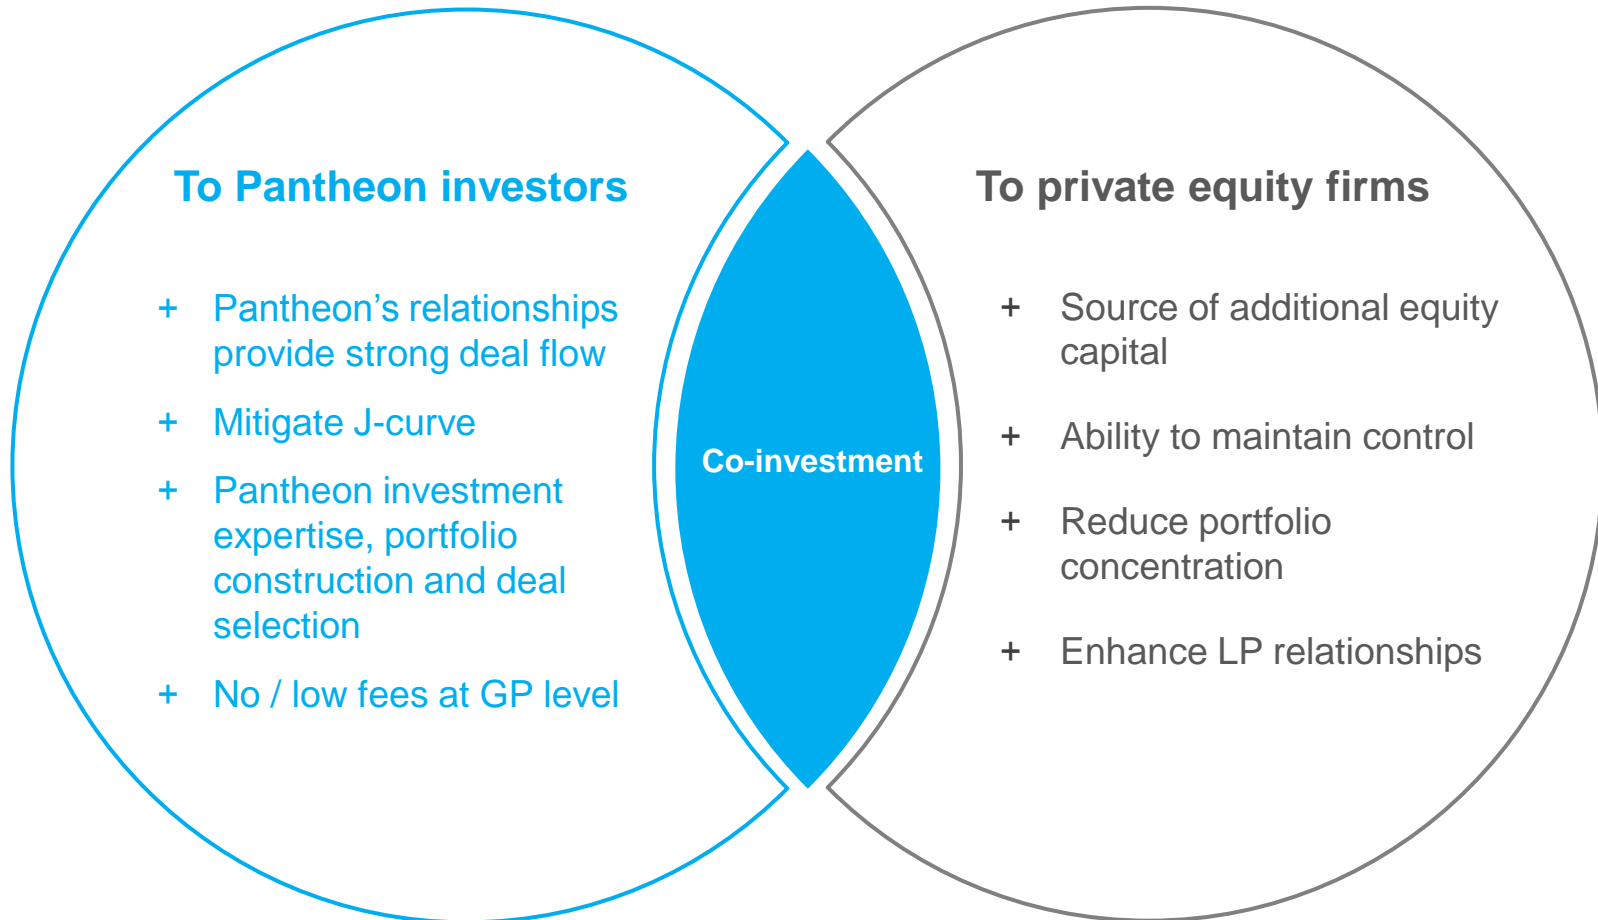 To Pantheon investors
+ Pantheon’s relationships
provide strong deal flow
+ Mitigate J-curve
+ Pantheon investment
expertise, portfolio
construction and deal
selection
+ No / low fees at GP level
Co-investment
To private equity firms
+ Source of additional equity
capital
+ Ability to maintain control
+ Reduce portfolio
concentration
+ Enhance LP relationships